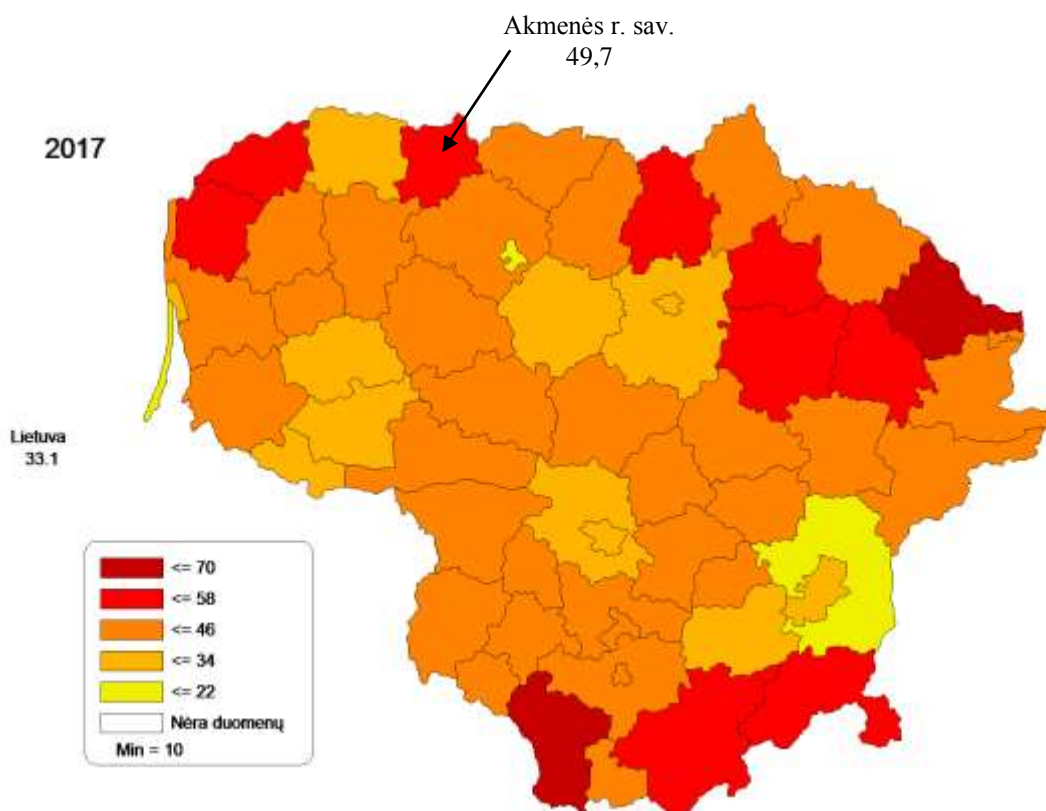 Akmenės r. sav.
49,7
2017
Lietuva
33.1
<= 70
<= 58
<= 46
<= 34
<= 22
Nėra duomenų
Min = 10